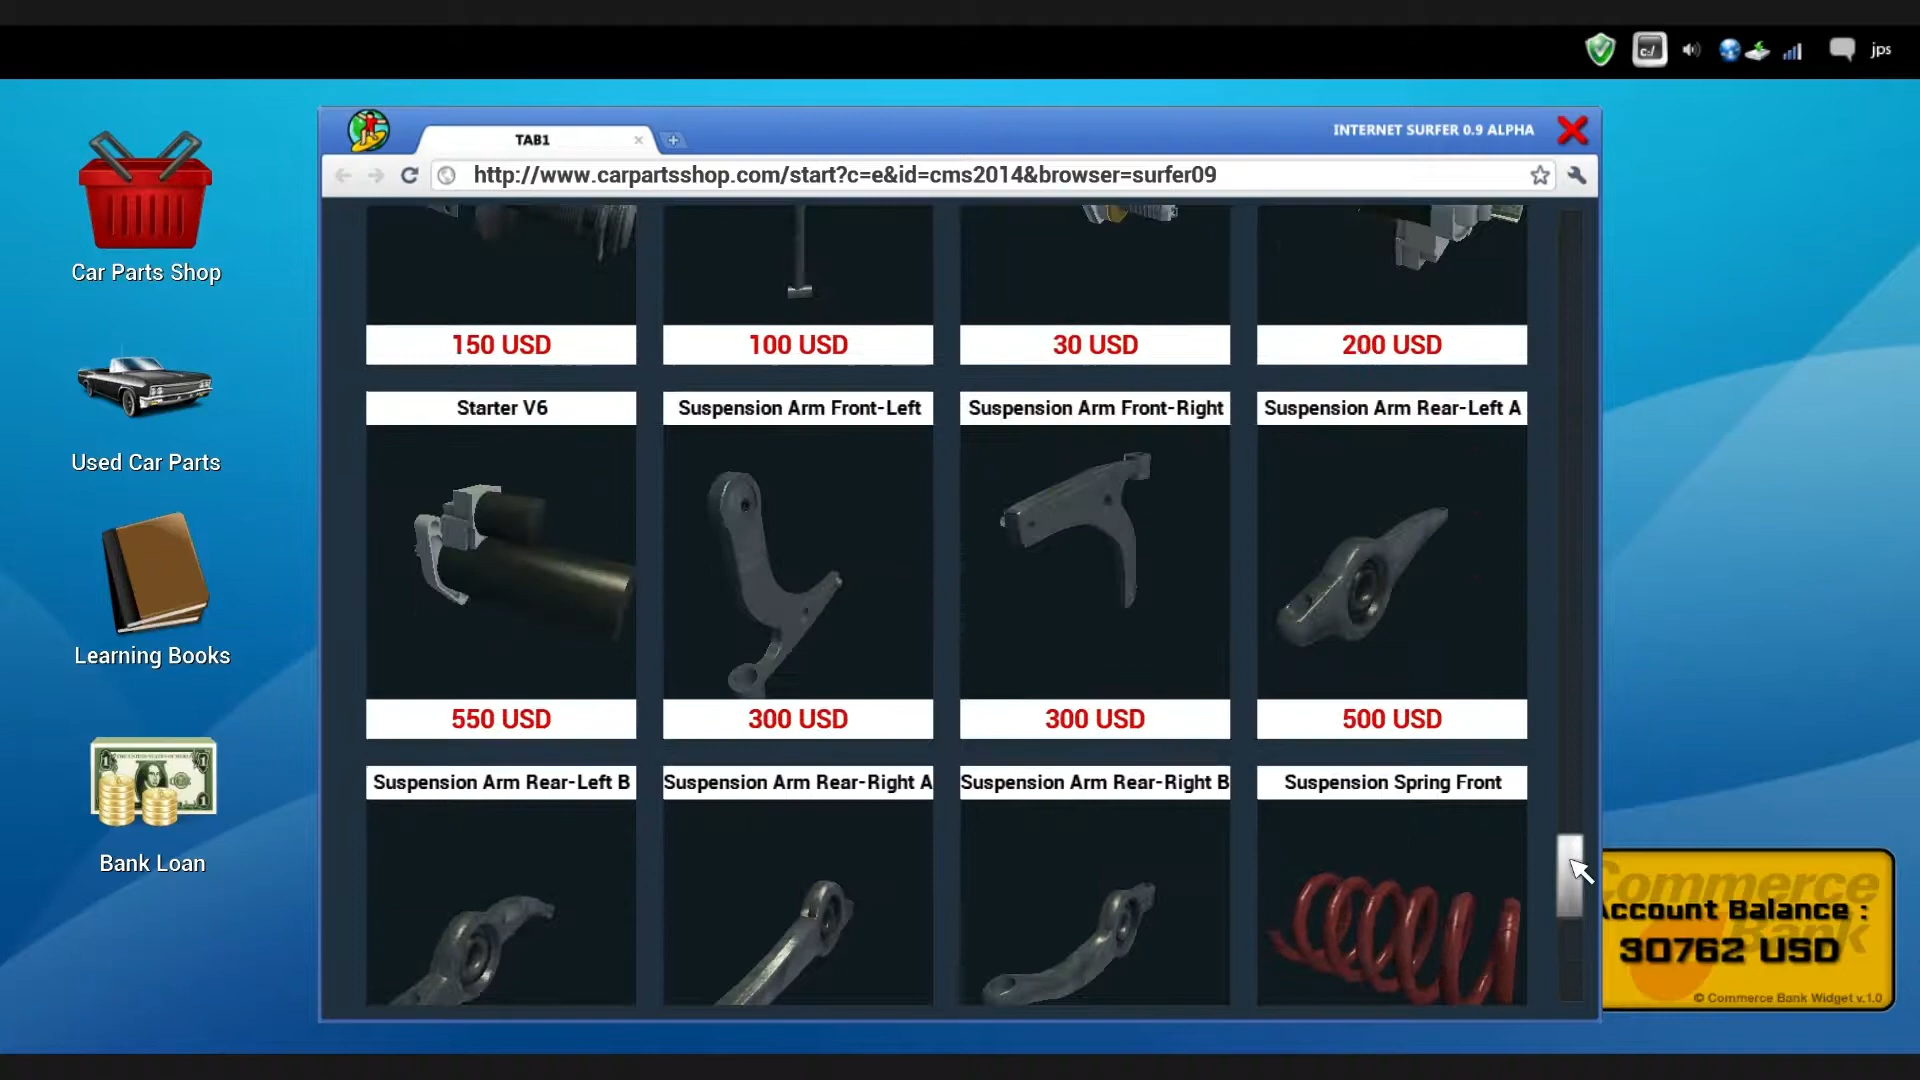 jps
TAB1
INTERNET SURFER 0.9 ALPHA
http://www.carpartsshop.com/start?c=e&id=cms2014&browser=surfer09
Car Parts Shop
Used Car Parts
Learning Books
Bank Loan
150 USD
100 USD
30 USD
200 USD
Starter V6
Suspension Arm Front-Left
Suspension Arm Front-Right
Suspension Arm Rear-Left A
550 USD
300 USD
300 USD
500 USD
Suspension Arm Rear-Left B
Suspension Arm Rear-Right A
Suspension Arm Rear-Right B
Suspension Spring Front
Commerce
Bank
Account Balance :
30762 USD
© Commerce Bank Widget v.1.0